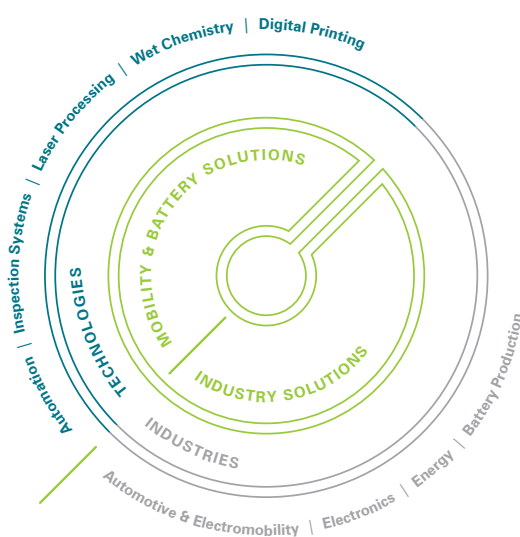 Automation | Inspection Systems | Laser Processing | Wet Chemistry | Digital Printing
TECHNOLOGIES
MOBILITY & BATTERY SOLUTIONS
INDUSTRY SOLUTIONS
INDUSTRIES
Automotive & Electromobility | Electronics | Energy | Battery Production